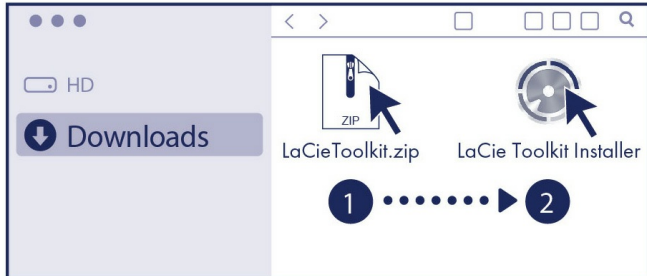 HD
Downloads
ZIP
LaCieToolkit.zip
LaCie Toolkit Installer
1
2